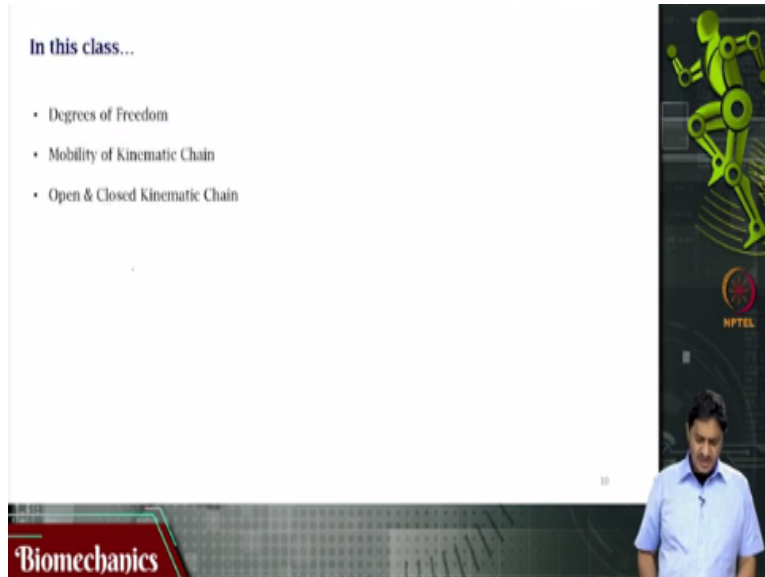 In this class...
• Degrees of Freedom
• Mobility of Kinematic Chain
• Open & Closed Kinematic Chain
NPTEL
10
Biomechanics